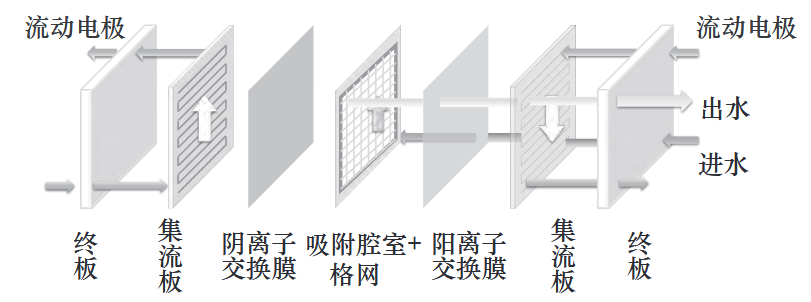 流动电极
流动电极
出水
进水
终
板
集
流
板
阴离子
交换膜
吸附腔室+
格网
阳离子
交换膜
集
流
板
终
板